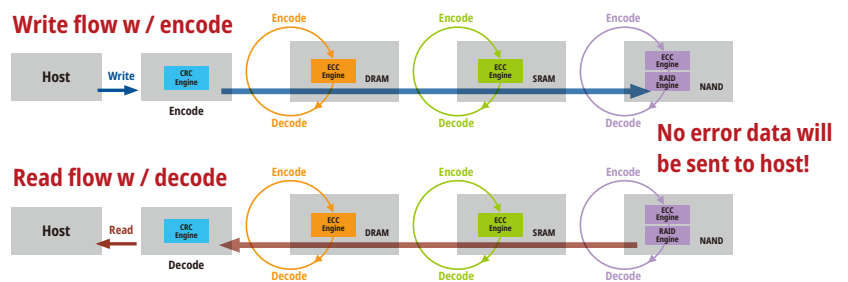 Write flow w / encode
Encode
Encode
Encode
Host
Write
CRC
Engine
Encode
ECC
Engine
DRAM
ECC
Engine
SRAM
ECC
Engine
RAID
Engine
NAND
Decode
Decode
Decode
No error data will
be sent to host!
Read flow w / decode
Encode
Encode
Encode
Host
Read
CRC
Engine
Decode
ECC
Engine
DRAM
ECC
Engine
SRAM
ECC
Engine
RAID
Engine
NAND
Decode
Decode
Decode